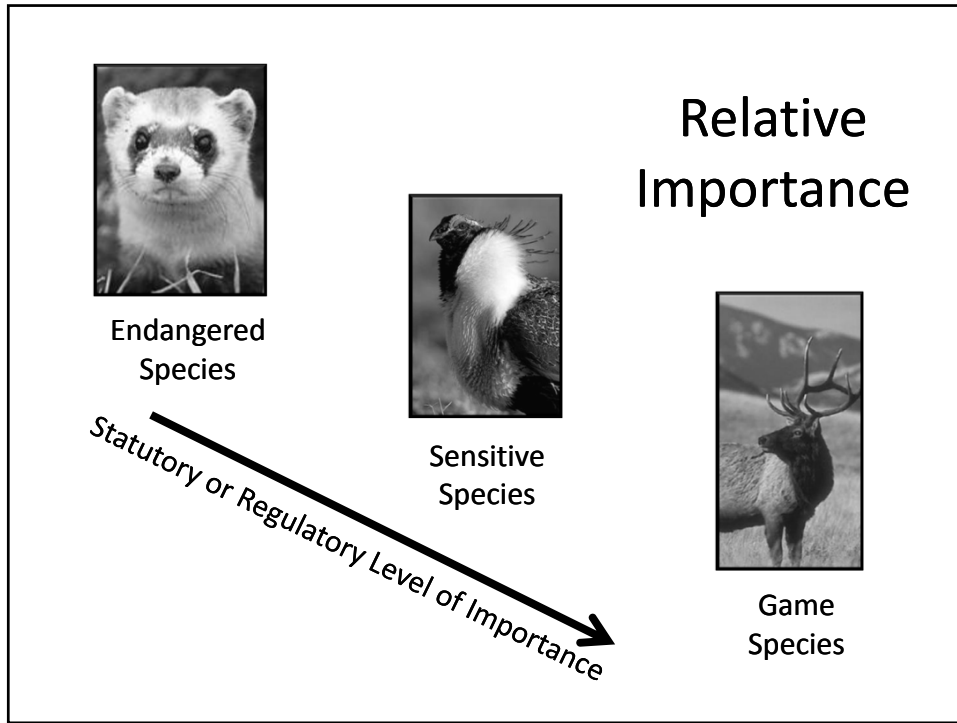 Relative
Importance
Endangered
Species
Sensitive
Species
Game
Species
Statutory or Regulatory Level of Importance